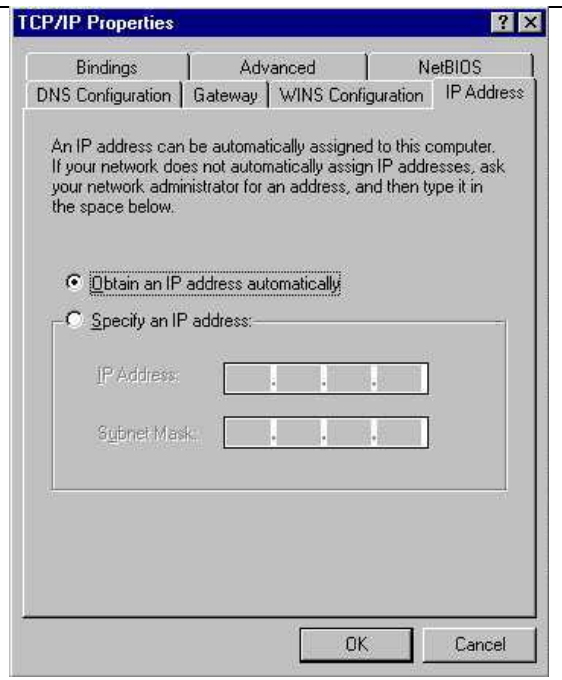 TCP/IP Properties
Bindings Advanced NetBIOS
DNS Configuration Gateway WINS Configuration IP Address
An IP address can be automatically assigned to this computer.
If your network does not automatically assign IP addresses, ask
your network administrator for an address, and then type it in
the space below.
Obtain an IP address automatically
Specify an IP address:
IP Address:
Subnet Mask:
OK Cancel